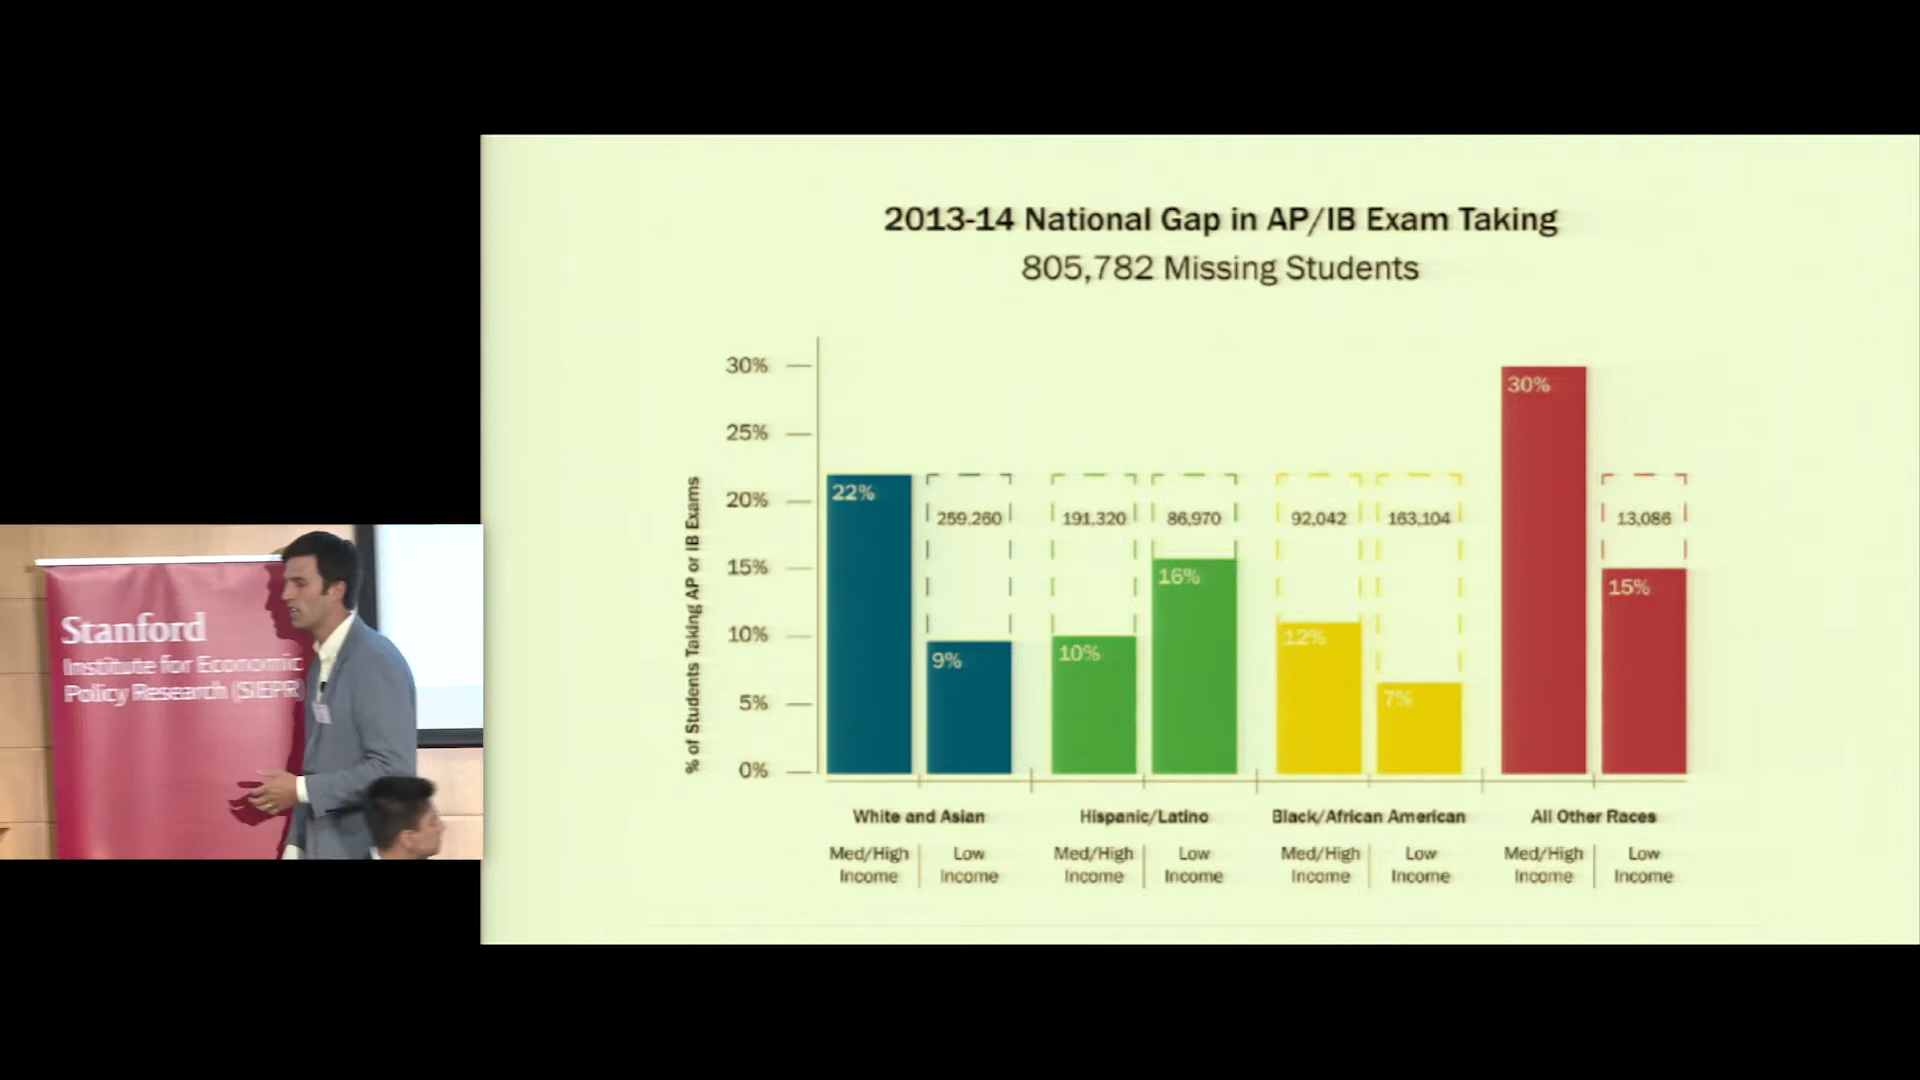 2013-14 National Gap in AP/IB Exam Taking
805,782 Missing Students
% of Students Taking AP or IB Exams
30%
25%
20%
15%
10%
5%
0%
22%
259,260
9%
191,320
10%
86,970
16%
92,042
12%
163,104
7%
30%
13,086
15%
White and Asian
Hispanic/Latino
Black/African American
All Other Races
Med/High Income
Low Income
Med/High Income
Low Income
Med/High Income
Low Income
Med/High Income
Low Income
Stanford
Institute for Economic
Policy Research (SIEPR)